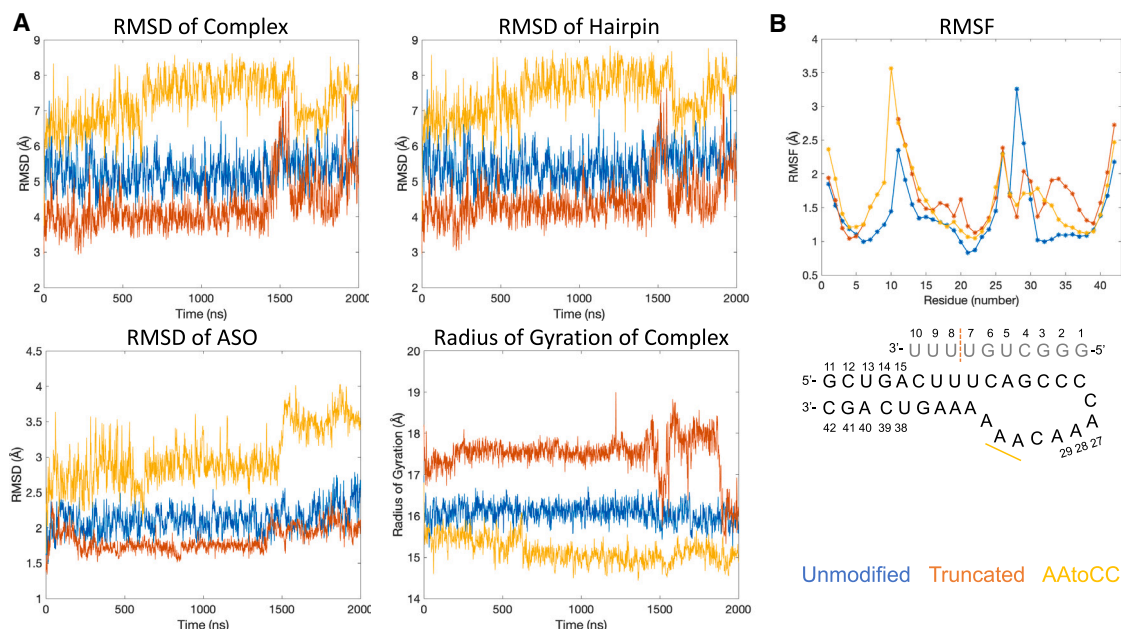 A
B
RMSD of Complex
9
8
7
6
5
4
3
2
RMSD (Å)
0 500 1000 1500 2000
Time (ns)
RMSD of Hairpin
9
8
7
6
5
4
3
2
RMSD (Å)
0 500 1000 1500 2000
Time (ns)
RMSD of ASO
4.5
4
3.5
3
2.5
2
1.5
1
RMSD (Å)
0 500 1000 1500 2000
Time (ns)
Radius of Gyration of Complex
20
19
18
17
16
15
14
Radius of Gyration (Å)
0 500 1000 1500 2000
Time (ns)
RMSF
4
3.5
3
2.5
2
1.5
1
0.5
RMSF (Å)
0 5 10 15 20 25 30 35 40
Residue (number)
10 9 8 7 6 5 4 3 2 1
3'- U U U U G U C G G G -5'
11 12 13 14 15
5'- G C U G A C U U U C A G C C C
C
3'- C G A C U G A A A
A A A C A A A
42 41 40 39 38
29 28 27
Unmodified Truncated AAtoCC